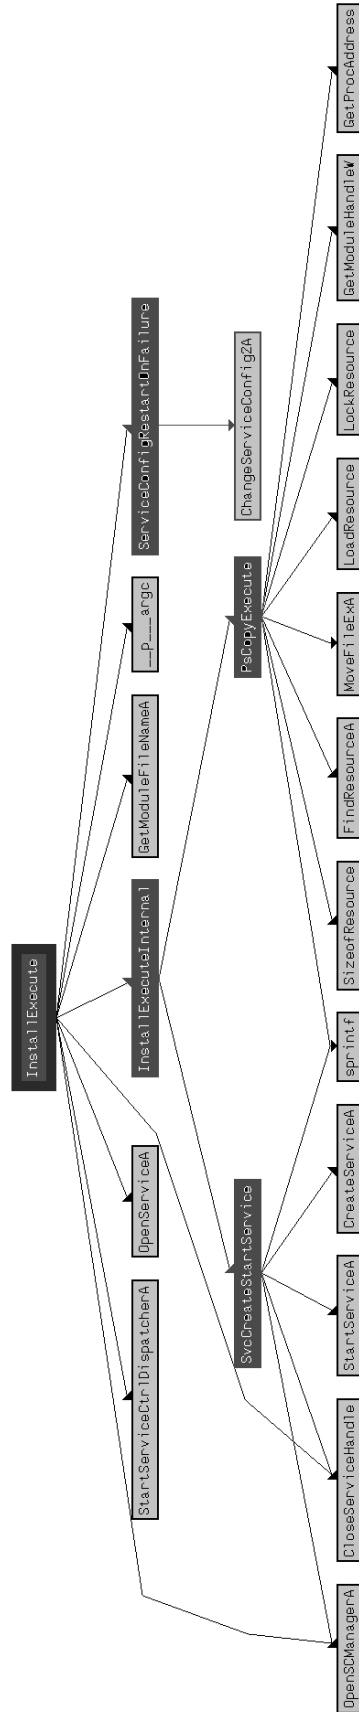 InstallExecute
ServiceConfigRestartOnFailure
__p___argc
GetModuleFileNameA
InstallExecuteInternal
OpenServiceA
StartServiceCtrlDispatcherA
ChangeServiceConfig2A
PsCopyExecute
SvcCreateStartService
GetProcAddress
GetModuleHandleW
LockResource
LoadResource
MoveFileExA
FindResourceA
SizeofResource
sprintf
CreateServiceA
StartServiceA
CloseServiceHandle
OpenSCManagerA